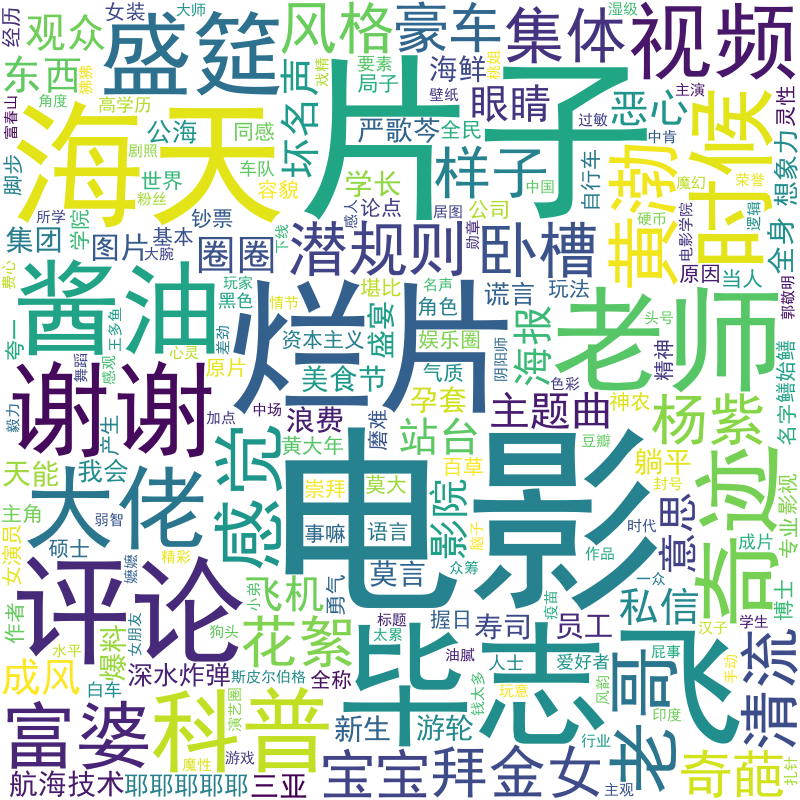 经历
女装
大师
盛筵
风格
豪车
集体
视频
湿级
观众
东西
佛佛
海鲜
戏精
要素
局子
壁纸
主演
灵性
富春山
角度
高学历
坏名声
眼睛
恶心
海天
片子
公海
同感
严歌苓
全民
过敏
中肯
想象力
脚步
剧照
车队
样子
黄渤
时候
世界
粉丝
容貌
学长
自行车
中国
魔幻
荣誉
集团
所学
学院
钞票
感人
论点
居图
公司
逻辑
全身
图片
基本
大腕
圈圈
下线
潜规则
勋章
卧槽
硬币
电影学院
原因
当人
费心
酱油
玩家
黑色
名声
堪比
角色
谎言
玩法
老师
头号
郭敬明
夸一
王多鱼
差劲
情节
烂片
资本主义
盛宴
娱乐圈
海报
舞蹈
感观
心灵
原片
美食节
气质
阴阳师
色彩
精神
鳝始鳝
名字
毅力
谢谢
产生
加点
中场
浪费
孕套
主题曲
神农
杨紫
黄大年
磨难
站台
豆瓣
天能
我会
感觉
崇拜
莫大
百草
躺平
封号
奇迹
大佬
弱智
事嘛
语言
影院
脑子
电影
意思
时代
成片
专业
影视
主角
女演员
硕士
精彩
嬷嬷
莫言
众筹
作品
一众
疫苗
博士
评论
小弟
飞机
勇气
私信
作者
爆料
女朋友
狗头
花絮
标题
握日
寿司
员工
汉子
学生
水平
太累
毕志飞
成风
深水炸弹
斯皮尔伯格
全称
油腻
人士
爱好者
老哥
屁事
清流
手动
白年
科普
演艺圈
钱太多
玩意
风韵
富婆
新生
游轮
行业
印度
奇葩
魔性
游戏
航海技术
耶耶耶耶耶
三亚
宝宝
拜金女
主观
扎针